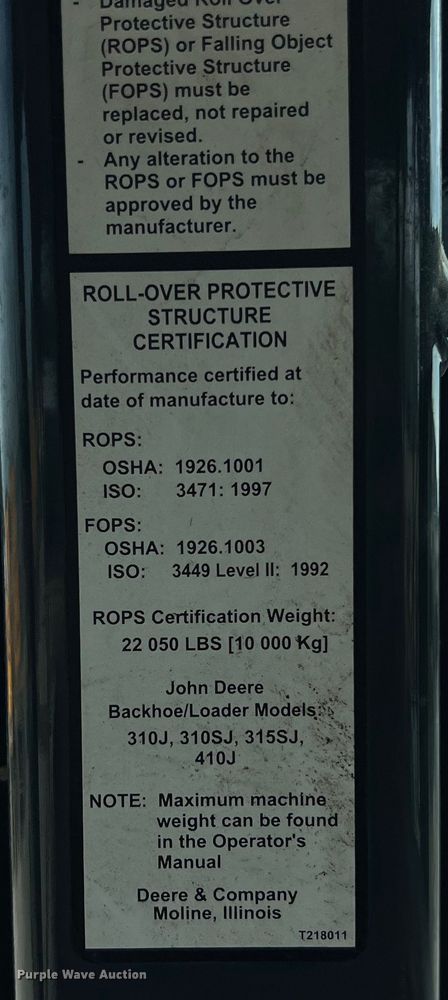 - Damaged Roll Over
Protective Structure
(ROPS) or Falling Object
Protective Structure
(FOPS) must be
replaced, not repaired
or revised.
- Any alteration to the
ROPS or FOPS must be
approved by the
manufacturer.
ROLL-OVER PROTECTIVE
STRUCTURE
CERTIFICATION
Performance certified at
date of manufacture to:
ROPS:
OSHA: 1926.1001
ISO: 3471: 1997
FOPS:
OSHA: 1926.1003
ISO: 3449 Level II: 1992
ROPS Certification Weight:
22 050 LBS [10 000 Kg]
John Deere
Backhoe/Loader Models:
310J, 310SJ, 315SJ,
410J
NOTE: Maximum machine
weight can be found
in the Operator's
Manual
Deere & Company
Moline, Illinois
T218011
Purple Wave Auction